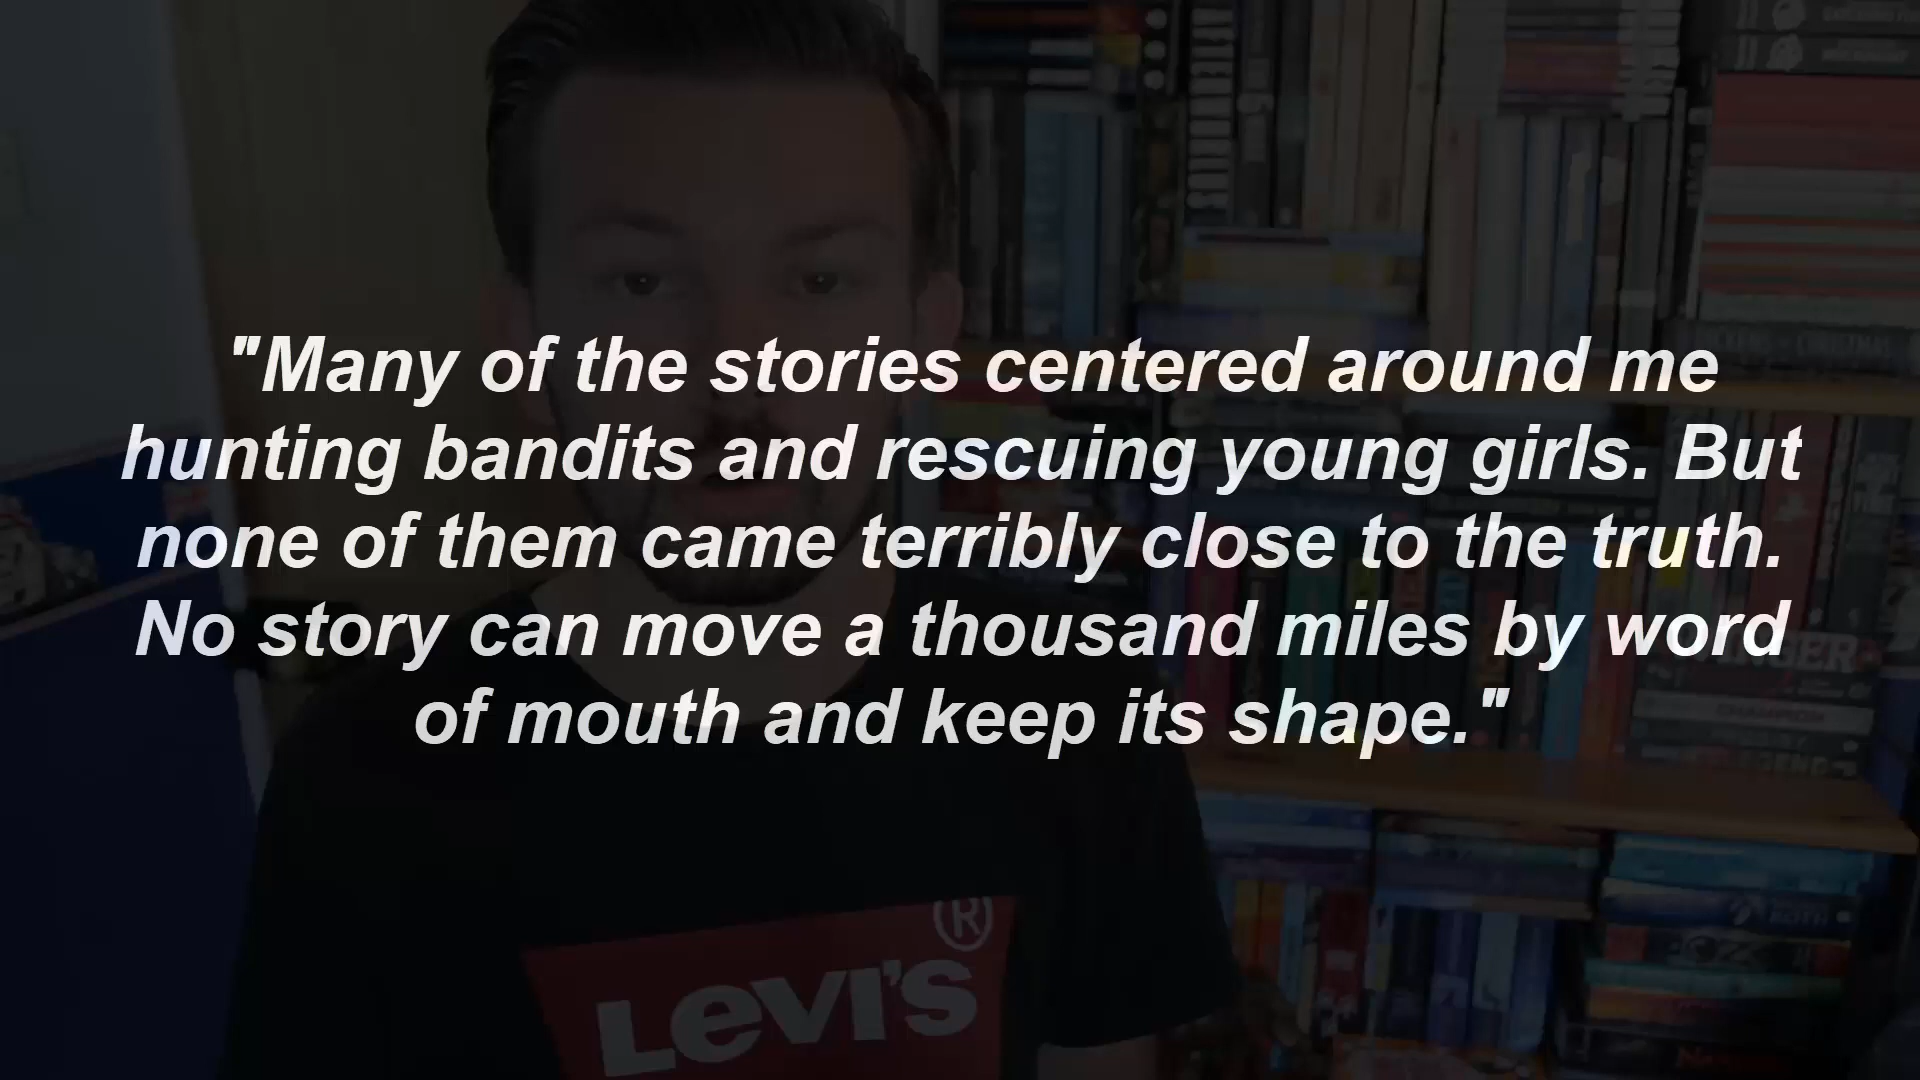 "Many of the stories centered around me
hunting bandits and rescuing young girls. But
none of them came terribly close to the truth.
No story can move a thousand miles by word
of mouth and keep its shape."
LEVI'S ®